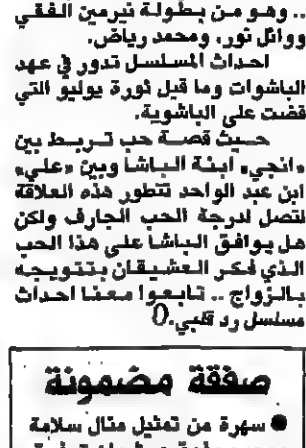 .. وهو من بطولة نيرمين الفقي
ووائل نور، ومحمد رياض.
احداث المسلسل تدور في عهد
الباشوات وما قبل ثورة يوليو التي
قضت على الباشوية.
حيث قصة حب تربط بين
«انجي» ابنة الباشا وبين «علي»
ابن عبد الواحد تتطور هذه العلاقة
لتصل لدرجة الحب الجارف ولكن
هل يوافق الباشا على هذا الحب
الذي فكر العشيقان بتتويجه
بالزواج .. تابعوا معنا احداث
مسلسل رد قلبي.()
صفقة مضمونة
● سهرة من تمثيل منال سلامة